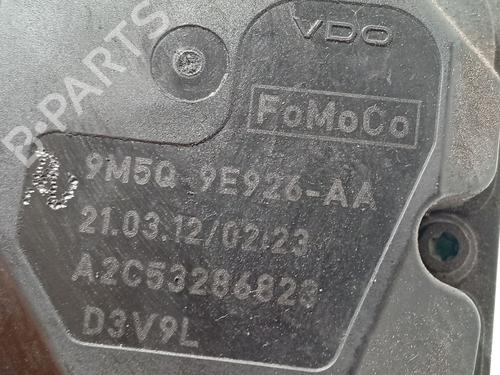 VDO
FoMoCo
9M5Q-9E926-AA
21.03.12/02:23
A2C53286823
D3V9L
B-PARTS